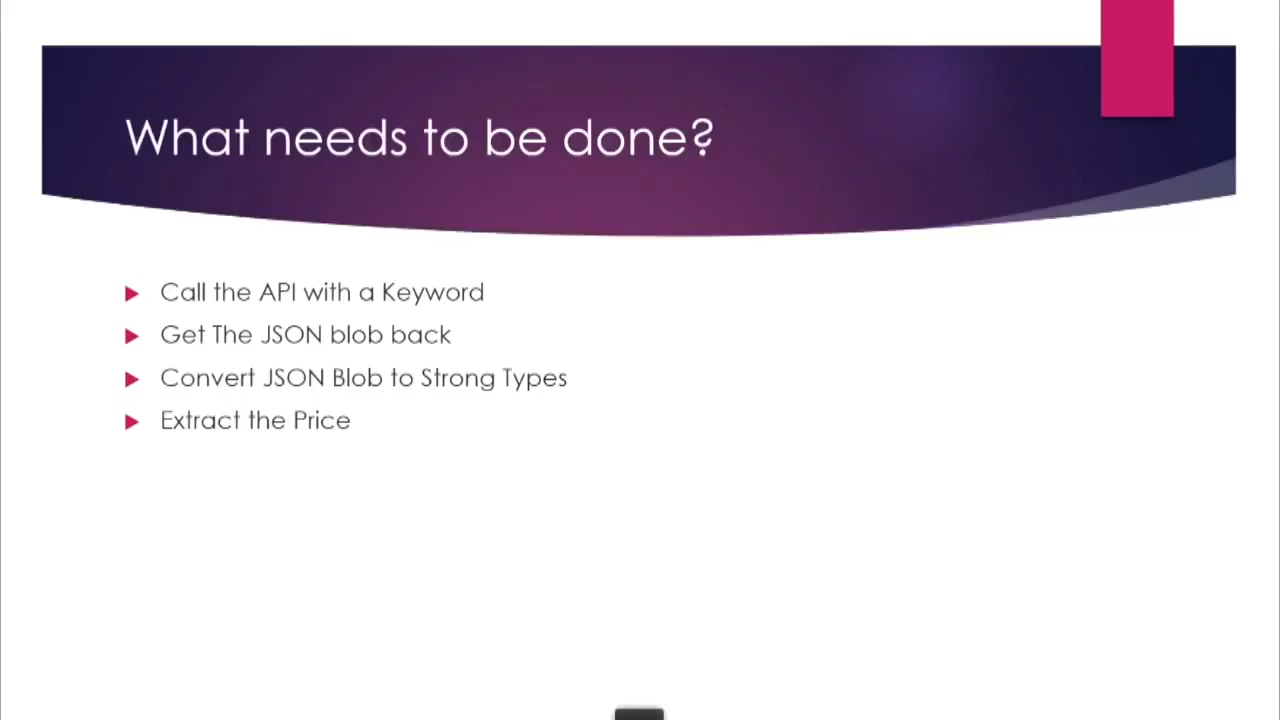 What needs to be done?
Call the API with a Keyword
Get The JSON blob back
Convert JSON Blob to Strong Types
Extract the Price